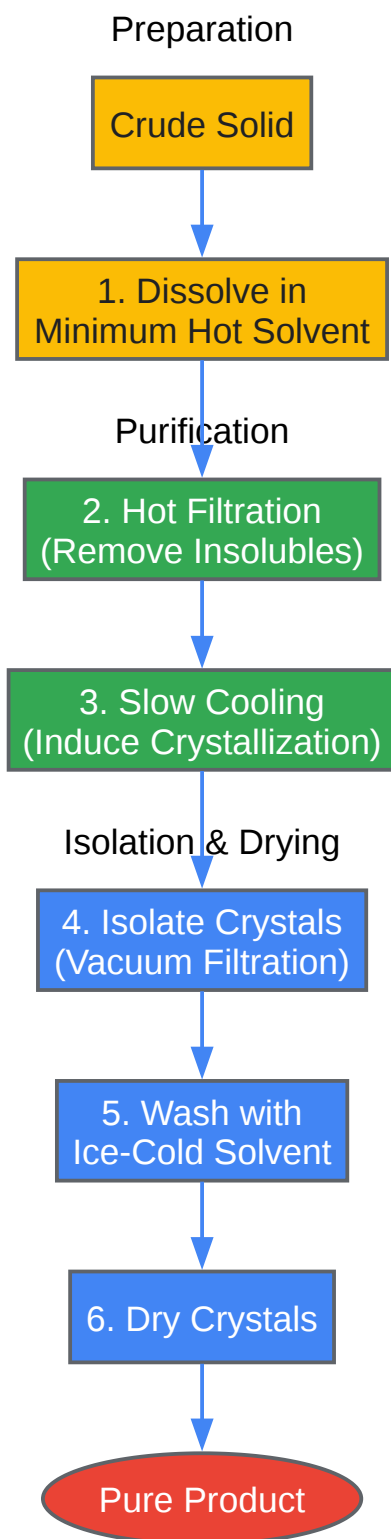 Preparation
Crude Solid
1. Dissolve in
Minimum Hot Solvent
Purification
2. Hot Filtration
(Remove Insolubles)
3. Slow Cooling
(Induce Crystallization)
Isolation & Drying
4. Isolate Crystals
(Vacuum Filtration)
5. Wash with
Ice-Cold Solvent
6. Dry Crystals
Pure Product